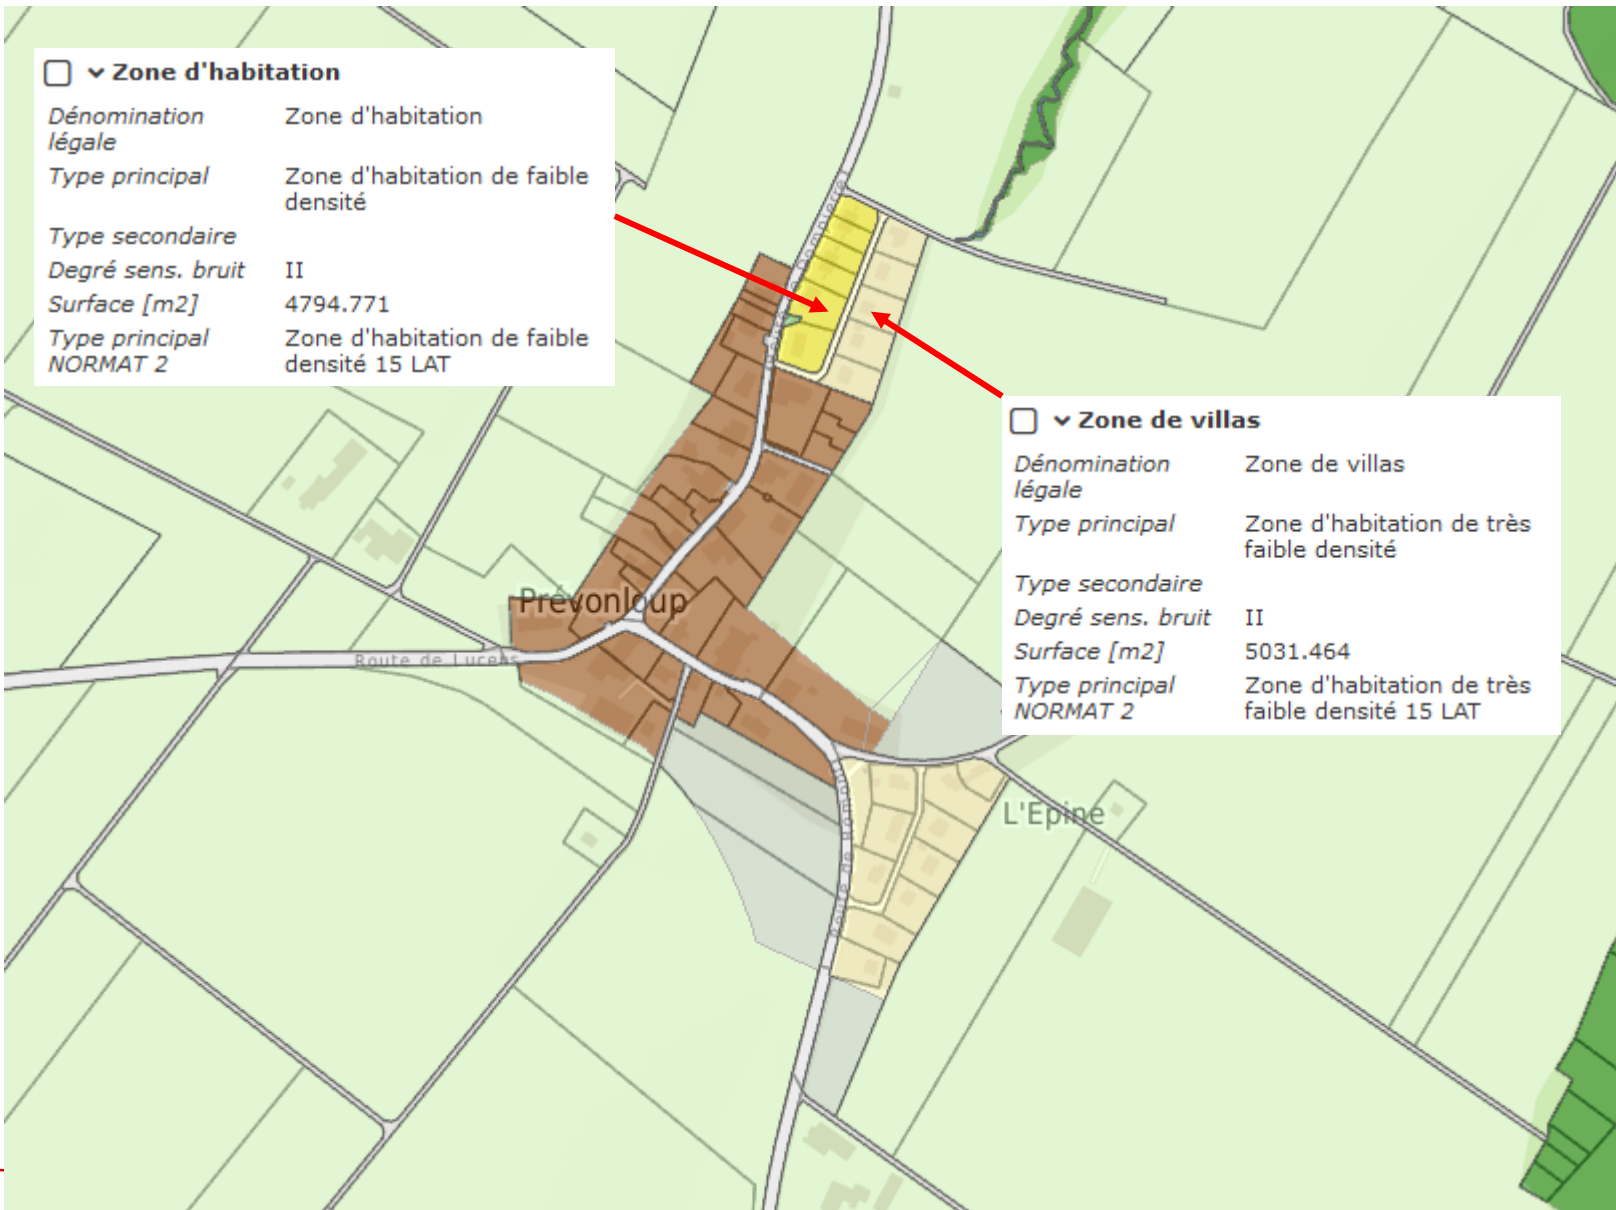 Zone d'habitation
Dénomination légale Zone d'habitation
Type principal Zone d'habitation de faible densité
Type secondaire
Degré sens. bruit II
Surface [m2] 4794.771
Type principal NORMAT 2 Zone d'habitation de faible densité 15 LAT
Zone de villas
Dénomination légale Zone de villas
Type principal Zone d'habitation de très faible densité
Type secondaire
Degré sens. bruit II
Surface [m2] 5031.464
Type principal NORMAT 2 Zone d'habitation de très faible densité 15 LAT
Prévonloup
Route de Lucens
L'Epine
Route de Romont